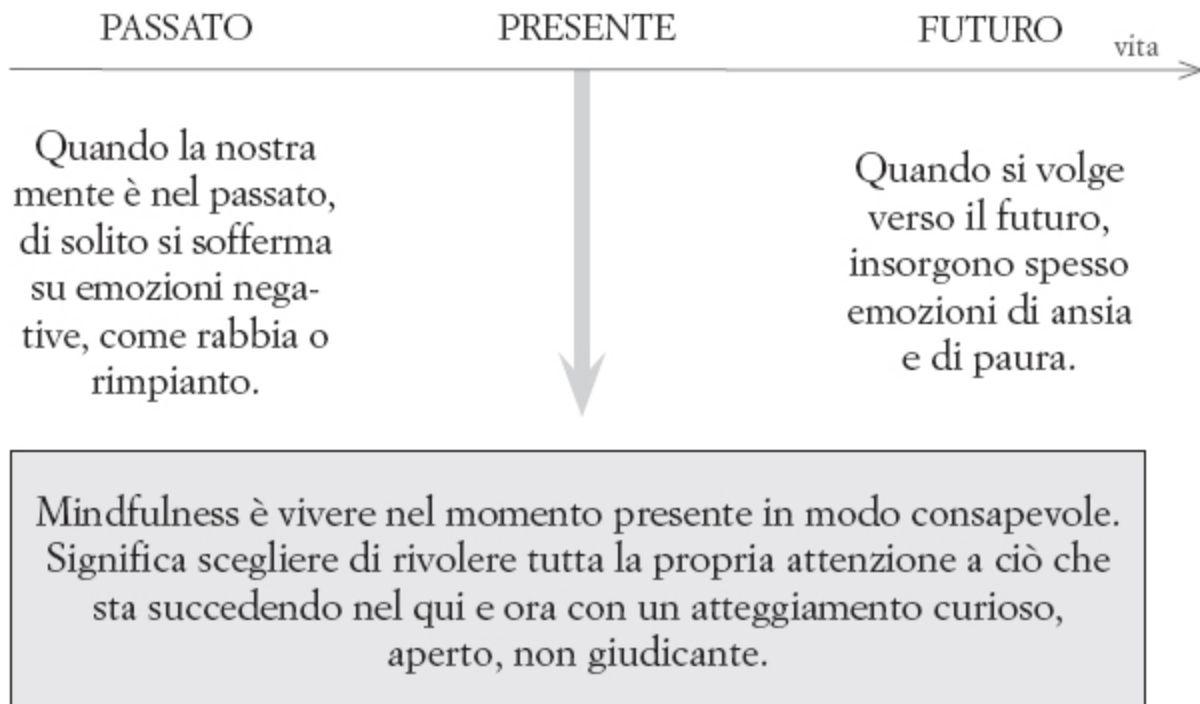 PASSATO
PRESENTE
FUTURO
vita
Quando la nostra
mente è nel passato,
di solito si sofferma
su emozioni nega-
tive, come rabbia o
rimpianto.
Quando si volge
verso il futuro,
insorgono spesso
emozioni di ansia
e di paura.
Mindfulness è vivere nel momento presente in modo consapevole.
Significa scegliere di rivolere tutta la propria attenzione a ciò che
sta succedendo nel qui e ora con un atteggiamento curioso,
aperto, non giudicante.